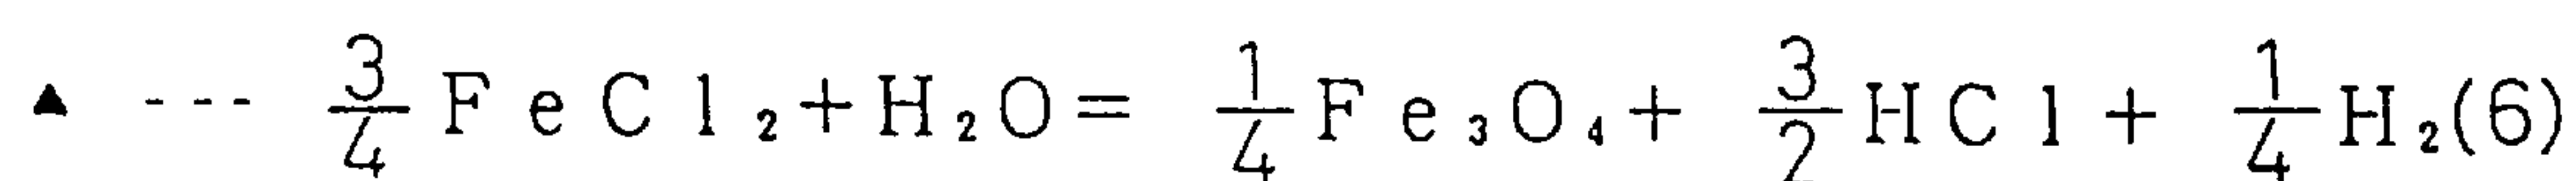 ▲ --- 3/4 FeCl₂+H₂O= 1/4 Fe₃O₄+ 3/2 HCl + 1/4 H₂(6)